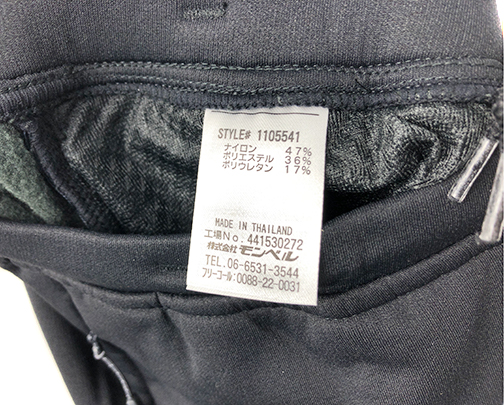 STYLE# 1105541
ナイロン 47%
ポリエステル 36%
ポリウレタン 17%
MADE IN THAILAND
工場No.441530272
株式会社モンベル
TEL.06-6531-3544
フリーコール:0088-22-0031